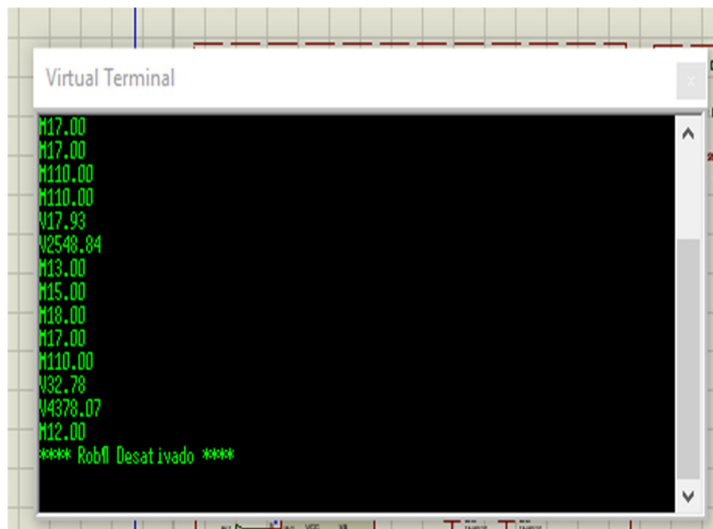 Virtual Terminal
x
M17.00
M17.00
M110.00
M110.00
V17.93
V2548.84
M13.00
M15.00
M18.00
M17.00
M110.00
V32.78
V4378.07
M12.00
**** Rob¶ Desativado ****